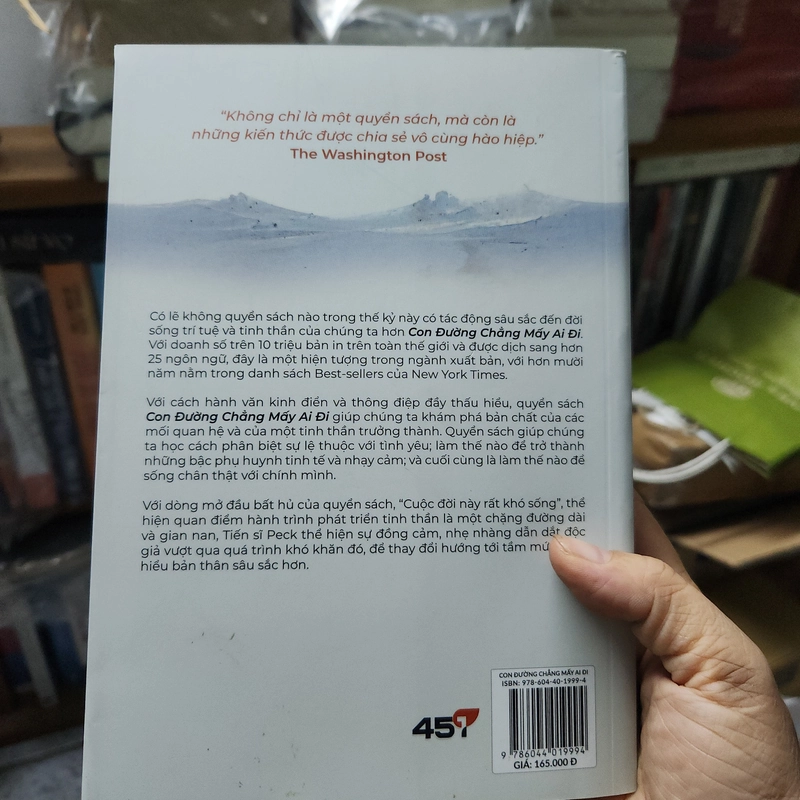 “Không chỉ là một quyển sách, mà còn là
những kiến thức được chia sẻ vô cùng hào hiệp.”
The Washington Post
Có lẽ không quyển sách nào trong thế kỷ này có tác động sâu sắc đến đời
sống trí tuệ và tinh thần của chúng ta hơn Con Đường Chẳng Mấy Ai Đi.
Với doanh số trên 10 triệu bản in trên toàn thế giới và được dịch sang hơn
25 ngôn ngữ, đây là một hiện tượng trong ngành xuất bản, với hơn mười
năm nằm trong danh sách Best-sellers của New York Times.
Với cách hành văn kinh điển và thông điệp đầy thấu hiểu, quyển sách
Con Đường Chẳng Mấy Ai Đi giúp chúng ta khám phá bản chất của các
mối quan hệ và của một tinh thần trưởng thành. Quyển sách giúp chúng
ta học cách phân biệt sự lệ thuộc với tình yêu; làm thế nào để trở thành
những bậc phụ huynh tinh tế và nhạy cảm; và cuối cùng là làm thế nào để
sống chân thật với chính mình.
Với dòng mở đầu bất hủ của quyển sách, “Cuộc đời này rất khó sống”, thể
hiện quan điểm hành trình phát triển tinh thần là một chặng đường dài
và gian nan, Tiến sĩ Peck thể hiện sự đồng cảm, nhẹ nhàng dẫn dắt độc
giả vượt qua quá trình khó khăn đó, để thay đổi hướng tới tầm
hiểu bản thân sâu sắc hơn.
CON ĐƯỜNG CHẲNG MẤY AI ĐI
ISBN: 978-604-40-1999-4
451
9 786044 019994
GIÁ: 165.000 Đ